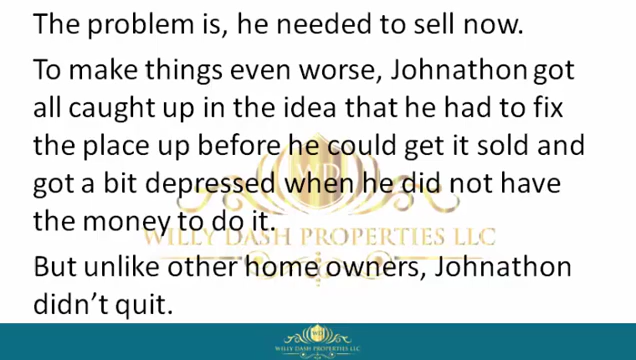 The problem is, he needed to sell now.
To make things even worse, Johnathon got
all caught up in the idea that he had to fix
the place up before he could get it sold and
got a bit depressed when he did not have
the money to do it.
WD
WILLY DASH PROPERTIES LLC
But unlike other home owners, Johnathon
didn’t quit.
WD
WILLY DASH PROPERTIES LLC